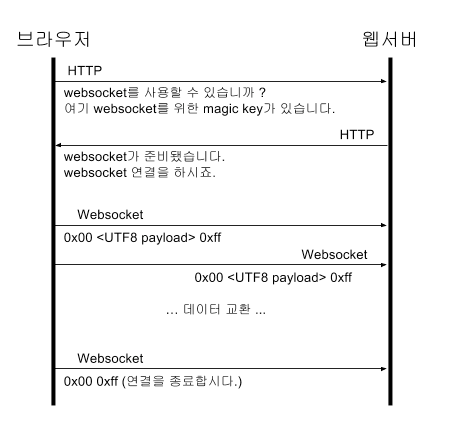 브라우저 웹서버
HTTP
websocket를 사용할 수 있습니까 ?
여기 websocket를 위한 magic key가 있습니다.
HTTP
websocket가 준비됐습니다.
websocket 연결을 하시죠.
Websocket
0x00 <UTF8 payload> 0xff
Websocket
0x00 <UTF8 payload> 0xff
... 데이터 교환 ...
Websocket
0x00 0xff (연결을 종료합시다.)